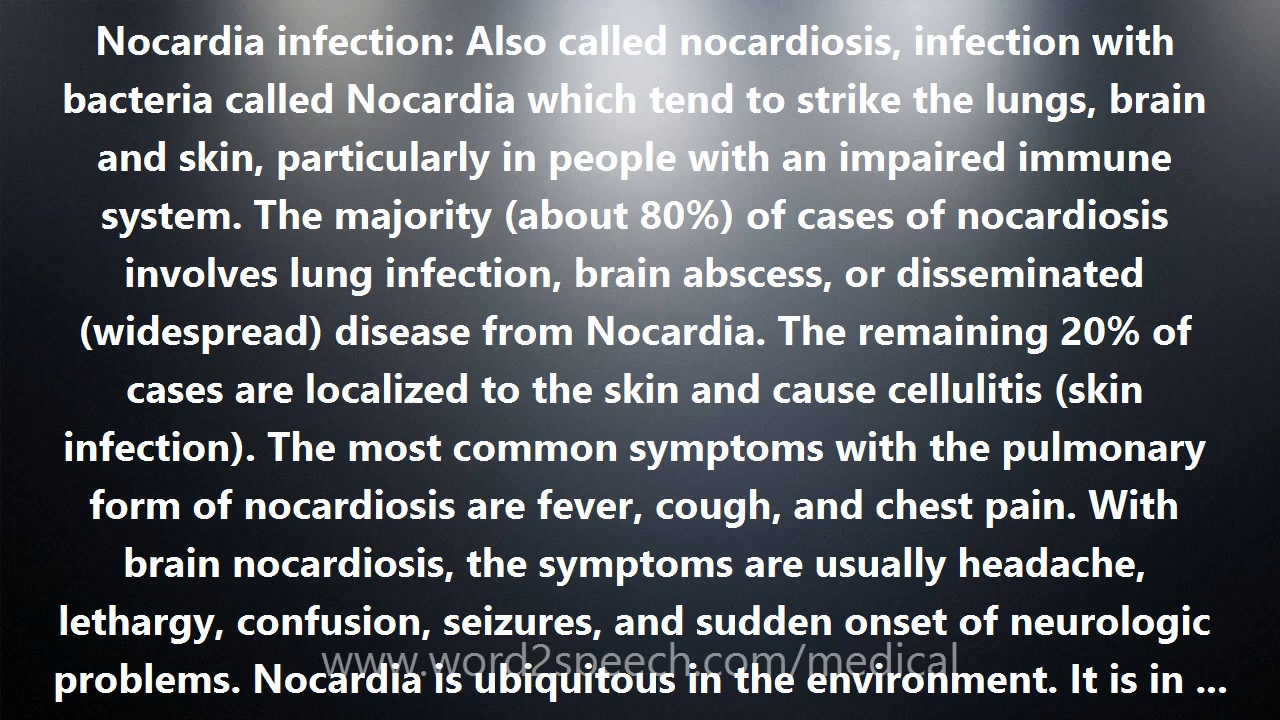 Nocardia infection: Also called nocardiosis, infection with
bacteria called Nocardia which tend to strike the lungs, brain
and skin, particularly in people with an impaired immune
system. The majority (about 80%) of cases of nocardiosis
involves lung infection, brain abscess, or disseminated
(widespread) disease from Nocardia. The remaining 20% of
cases are localized to the skin and cause cellulitis (skin
infection). The most common symptoms with the pulmonary
form of nocardiosis are fever, cough, and chest pain. With
brain nocardiosis, the symptoms are usually headache,
lethargy, confusion, seizures, and sudden onset of neurologic
www.word2speech.com/medical
problems. Nocardia is ubiquitous in the environment. It is in ...